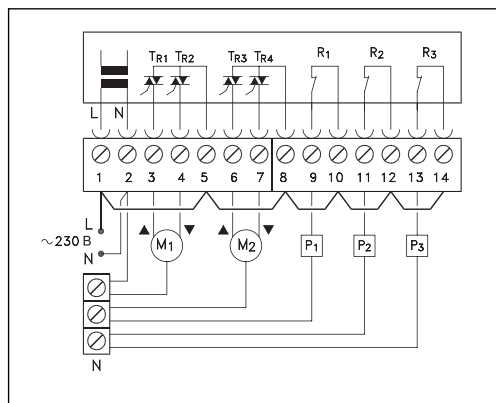 TR1 TR2 TR3 TR4 R1 R2 R3
L N
1 2 3 4 5 6 7 8 9 10 11 12 13 14
L
~230 В
N
▲ M1 ▼ ▲ M2 ▼ P1 P2 P3
N